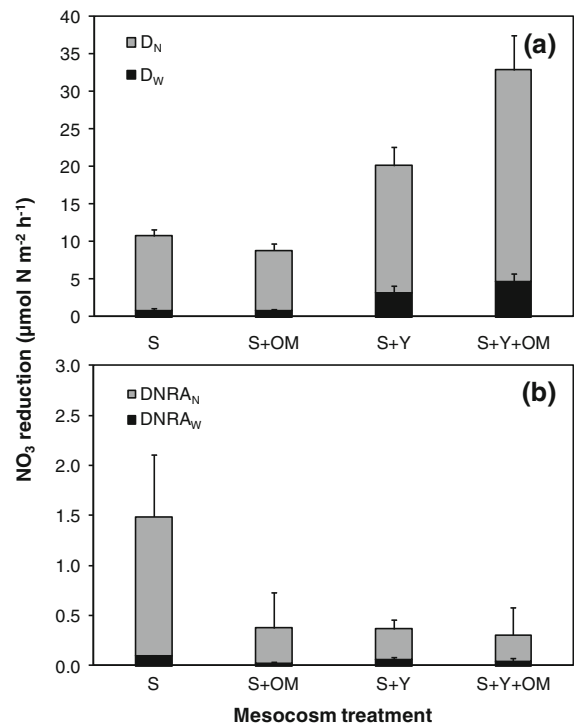 (a)
D_N
D_W
40
35
30
25
20
15
10
5
0
S S+OM S+Y S+Y+OM
NO₃ reduction (µmol N m⁻² h⁻¹)
(b)
DNRA_N
DNRA_W
3.0
2.5
2.0
1.5
1.0
0.5
0.0
S S+OM S+Y S+Y+OM
Mesocosm treatment